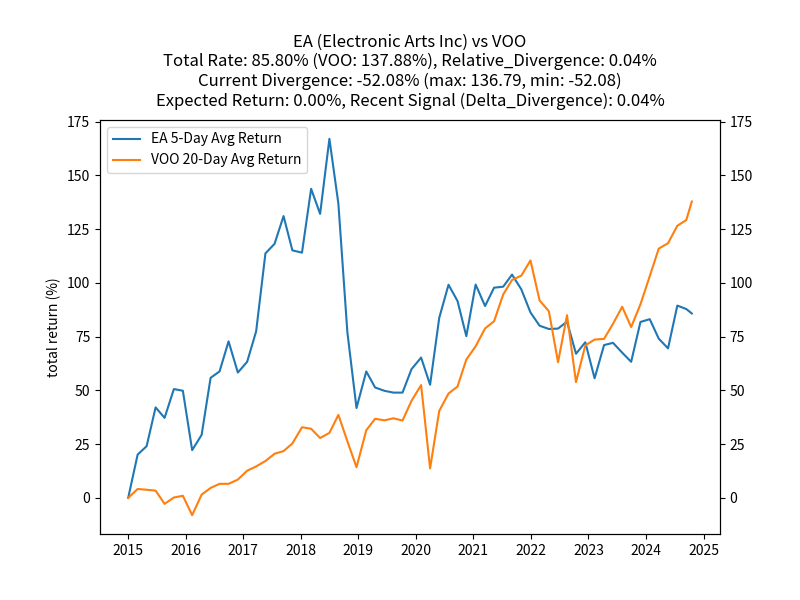 EA (Electronic Arts Inc) vs VOO
Total Rate: 85.80% (VOO: 137.88%), Relative_Divergence: 0.04%
Current Divergence: -52.08% (max: 136.79, min: -52.08)
Expected Return: 0.00%, Recent Signal (Delta_Divergence): 0.04%
EA 5-Day Avg Return
VOO 20-Day Avg Return
total return (%)
175 175
150 150
125 125
100 100
75 75
50 50
25 25
0 0
2015 2016 2017 2018 2019 2020 2021 2022 2023 2024 2025